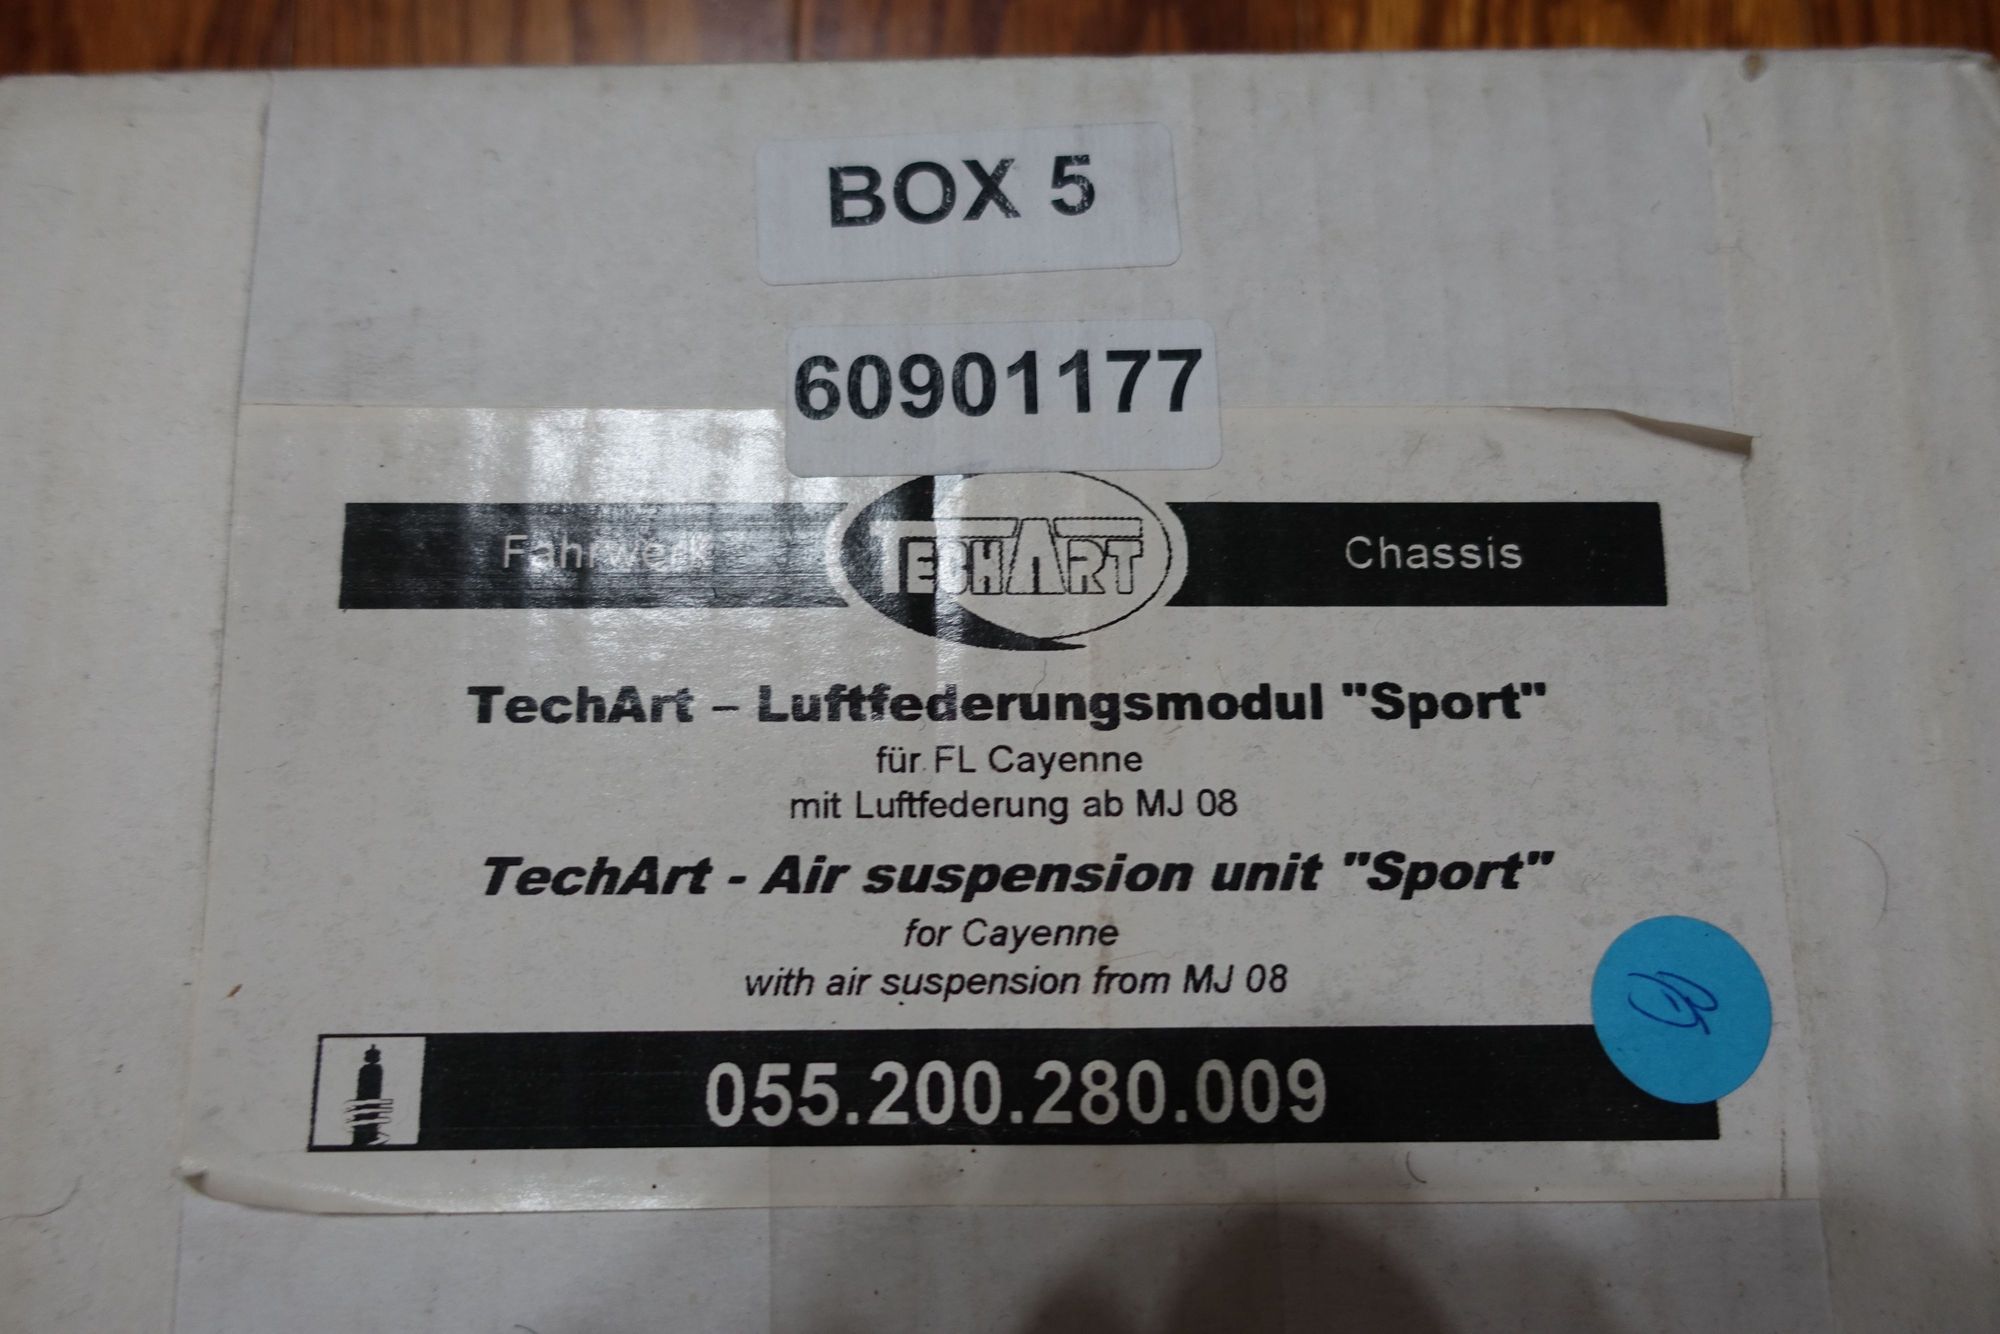 BOX 5
60901177
Fahrwerk TECHART Chassis
TechArt – Luftfederungsmodul "Sport"
für FL Cayenne
mit Luftfederung ab MJ 08
TechArt - Air suspension unit "Sport"
for Cayenne
with air suspension from MJ 08
055.200.280.009